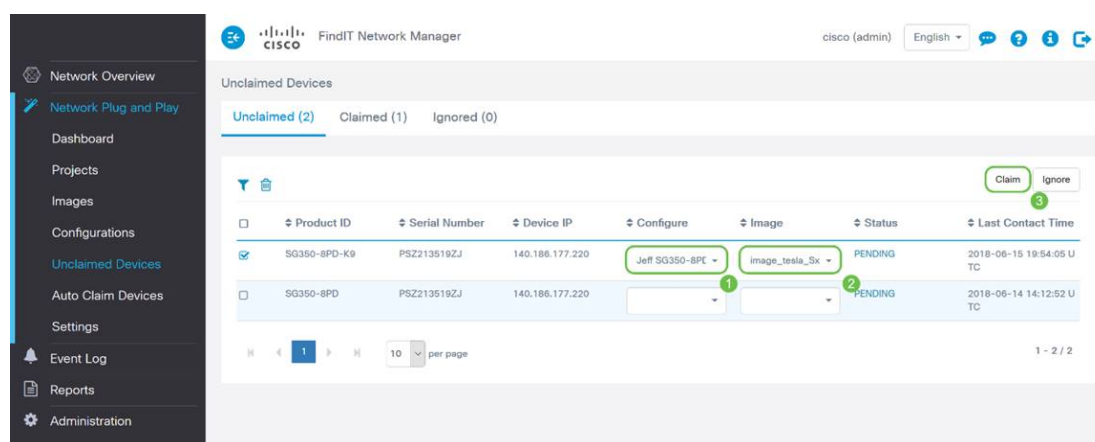 CISCO FindIT Network Manager cisco (admin) English
Network Overview
Network Plug and Play
Dashboard
Projects
Images
Configurations
Unclaimed Devices
Auto Claim Devices
Settings
Event Log
Reports
Administration
Unclaimed Devices
Unclaimed (2) Claimed (1) Ignored (0)
Claim Ignore
3
Product ID Serial Number Device IP Configure Image Status Last Contact Time
SG350-8PD-K9 PSZ213519ZJ 140.186.177.220 Jeff SG350-8PD image_tesla_Sx PENDING 2018-06-15 19:54:05 U
TC
1 2
SG350-8PD PSZ213519ZJ 140.186.177.220 PENDING 2018-06-14 14:12:52 U
TC
1 10 per page 1 - 2 / 2